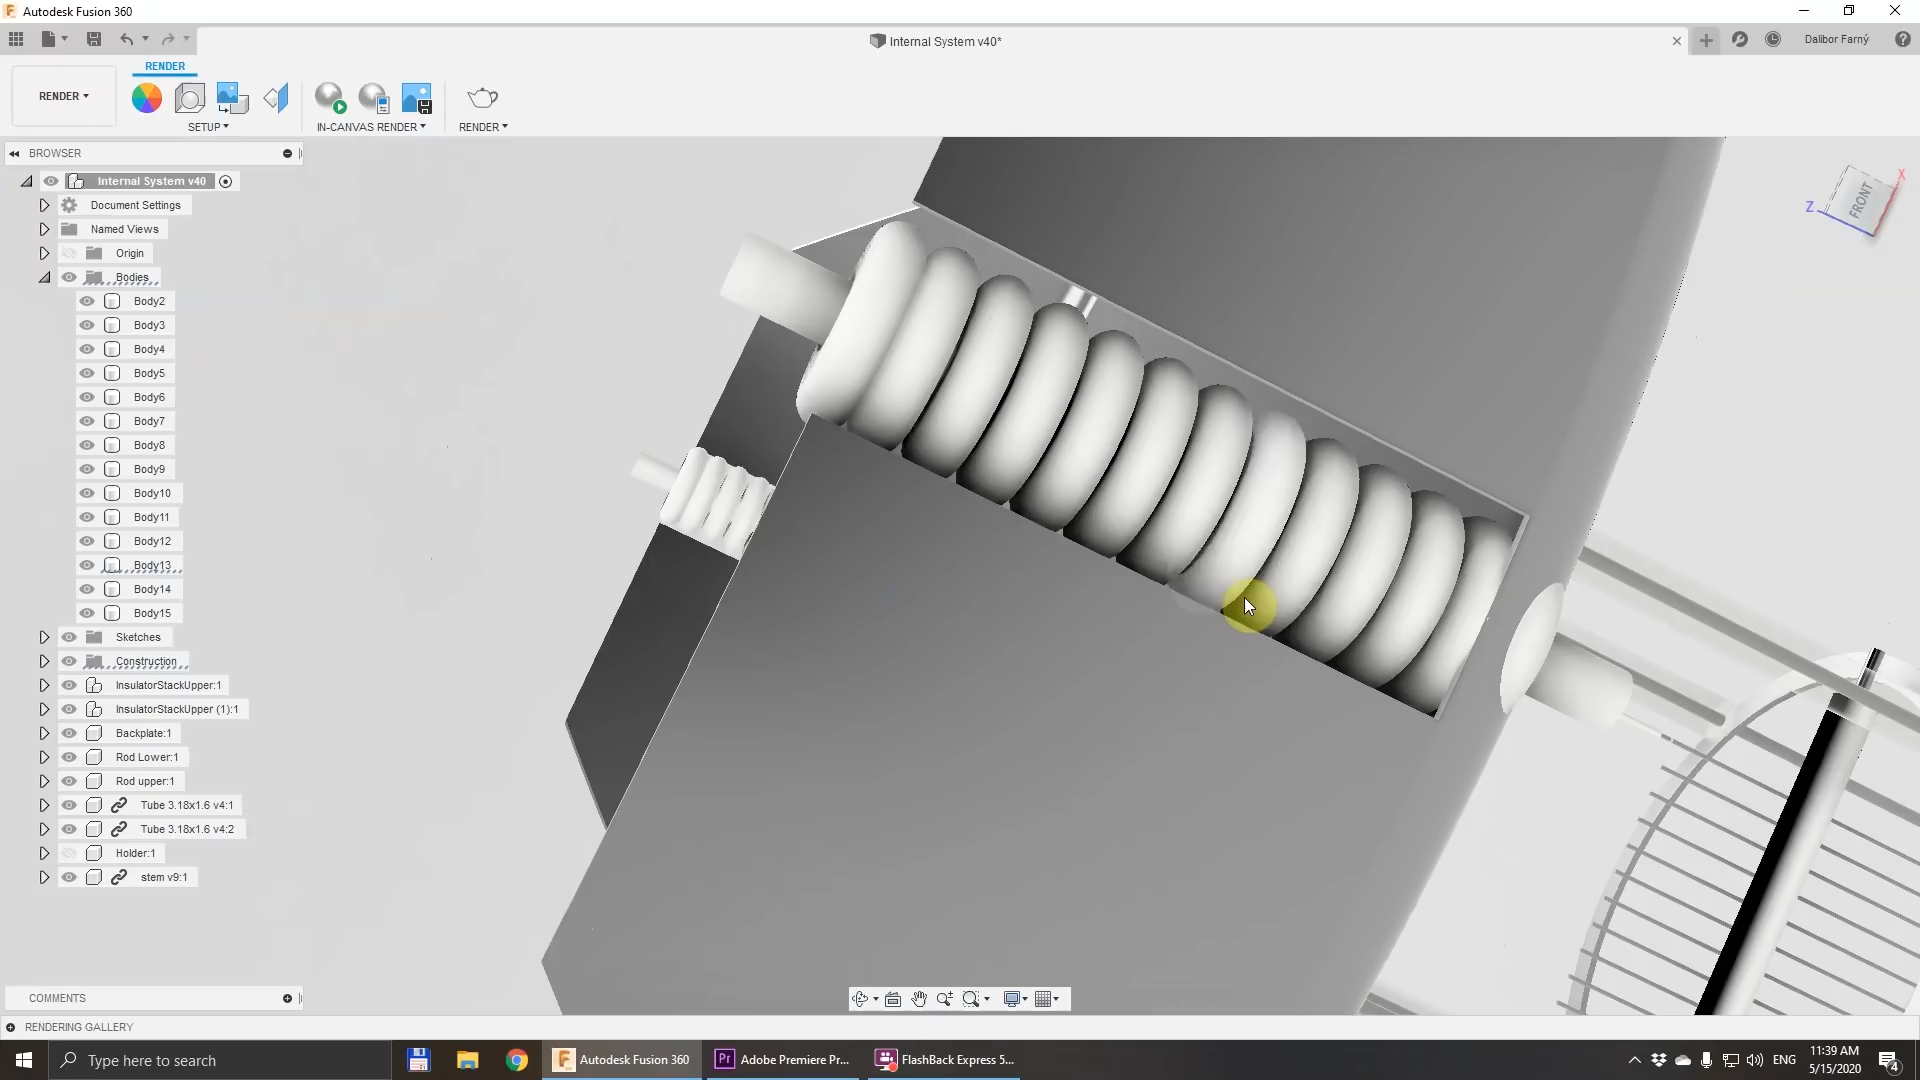 Autodesk Fusion 360
Internal System v40*
Dalibor Farný
RENDER
RENDER
SETUP
IN-CANVAS RENDER
RENDER
BROWSER
Internal System v40
Document Settings
Named Views
Origin
Bodies
Body2
Body3
Body4
Body5
Body6
Body7
Body8
Body9
Body10
Body11
Body12
Body13
Body14
Body15
Sketches
Construction
InsulatorStackUpper:1
InsulatorStackUpper (1):1
Backplate:1
Rod Lower:1
Rod upper:1
Tube 3.18x1.6 v4:1
Tube 3.18x1.6 v4:2
Holder:1
stem v9:1
X
Z
FRONT
COMMENTS
RENDERING GALLERY
Type here to search
Autodesk Fusion 360
Adobe Premiere Pr...
FlashBack Express 5...
ENG
11:39 AM
5/15/2020
4